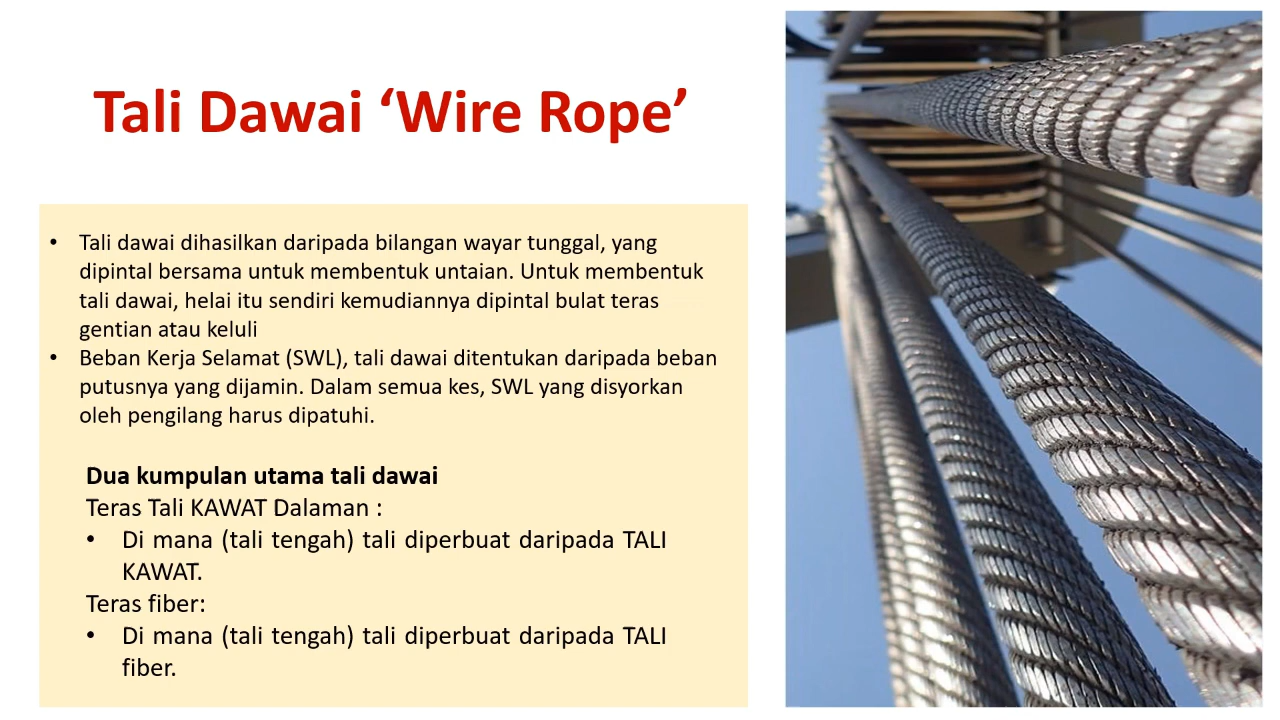 Tali Dawai ‘Wire Rope’
• Tali dawai dihasilkan daripada bilangan wayar tunggal, yang
dipintal bersama untuk membentuk untaian. Untuk membentuk
tali dawai, helai itu sendiri kemudiannya dipintal bulat teras
gentian atau keluli
• Beban Kerja Selamat (SWL), tali dawai ditentukan daripada beban
putusnya yang dijamin. Dalam semua kes, SWL yang disyorkan
oleh pengilang harus dipatuhi.
Dua kumpulan utama tali dawai
Teras Tali KAWAT Dalaman :
• Di mana (tali tengah) tali diperbuat daripada TALI
KAWAT.
Teras fiber:
• Di mana (tali tengah) tali diperbuat daripada TALI
fiber.